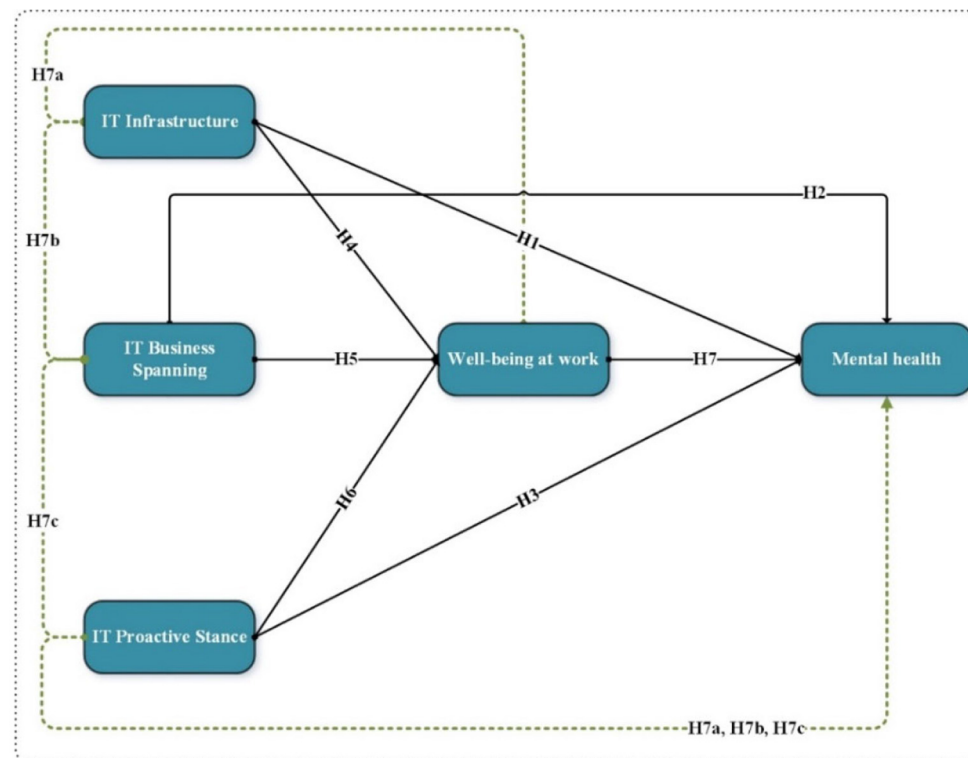 H7a
IT Infrastructure
H2
H7b
H4
H1
IT Business
Spanning
H5
Well-being at work
H7
Mental health
H6
H3
H7c
IT Proactive Stance
H7a, H7b, H7c